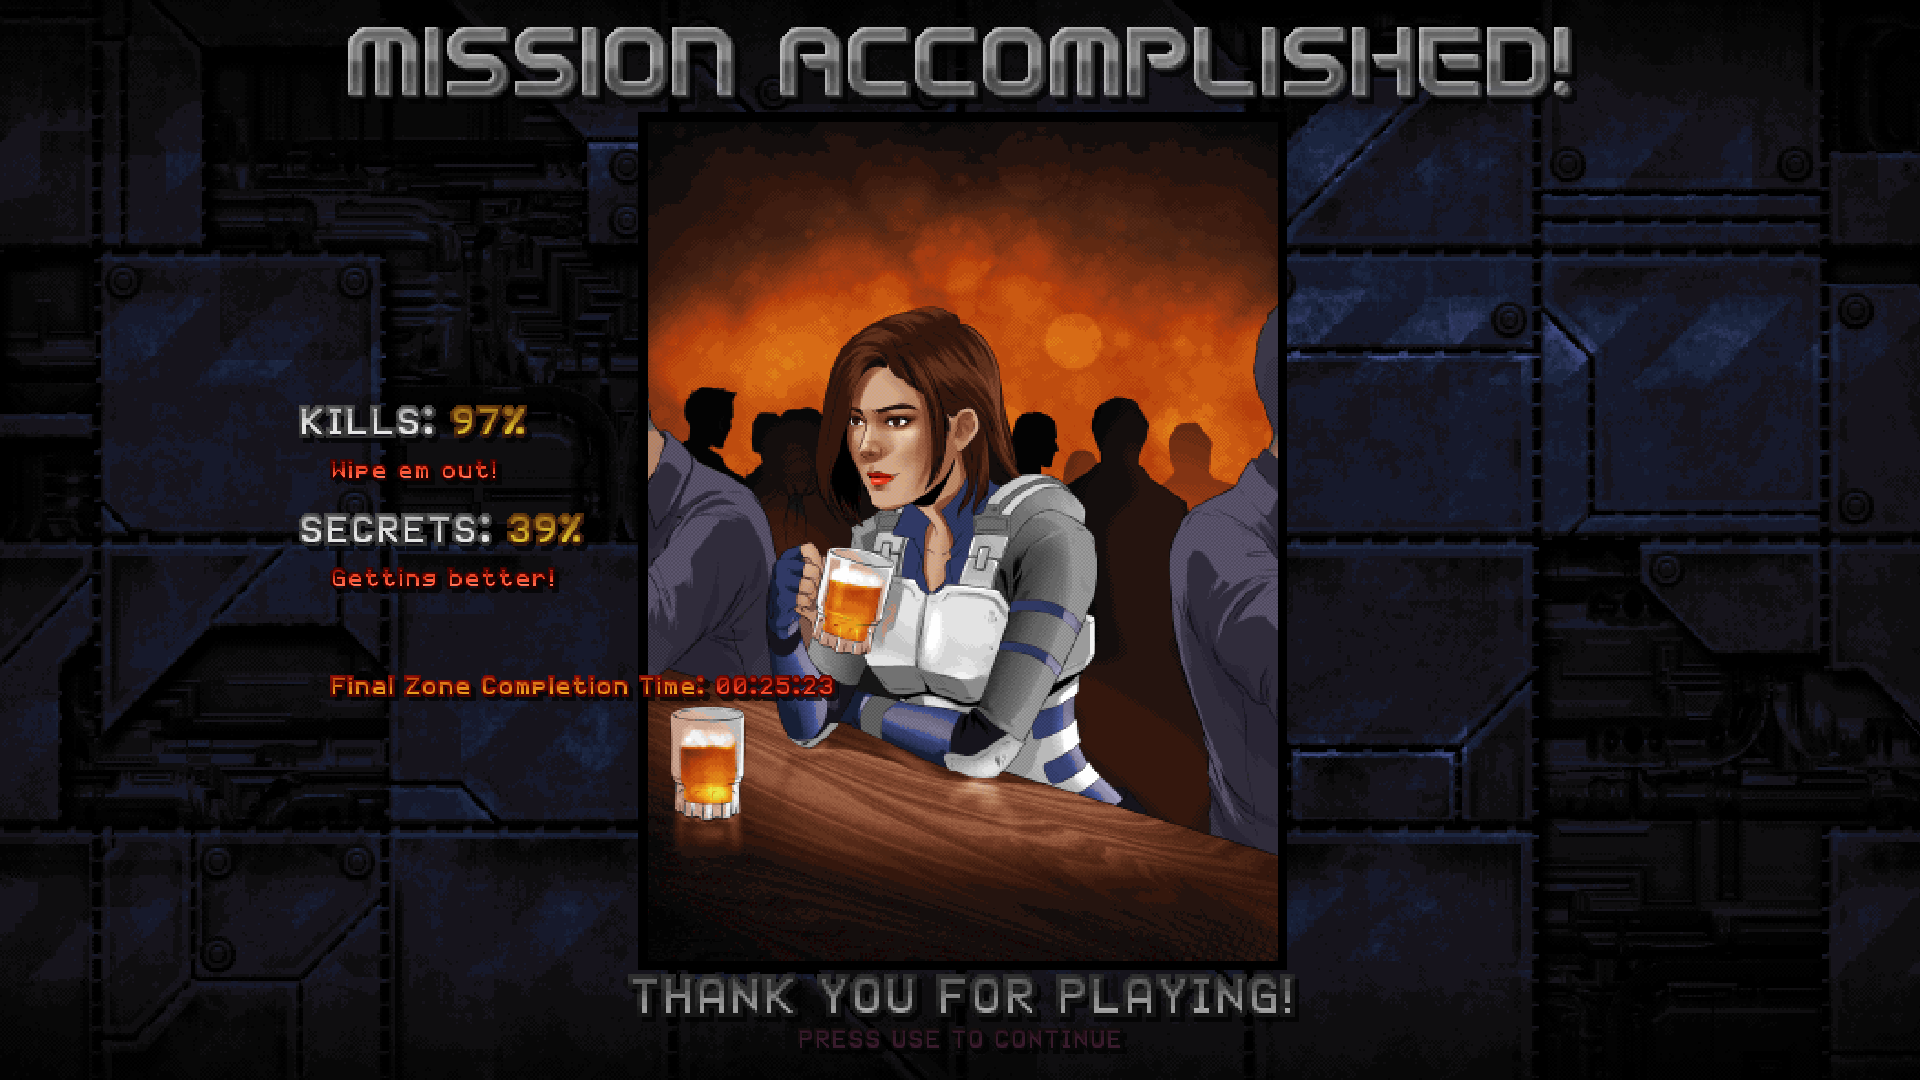 MISSION ACCOMPLISHED!
KILLS: 97%
Wipe em out!
SECRETS: 39%
Getting better!
Final Zone Completion Time: 00:25:23
THANK YOU FOR PLAYING!
PRESS USE TO CONTINUE